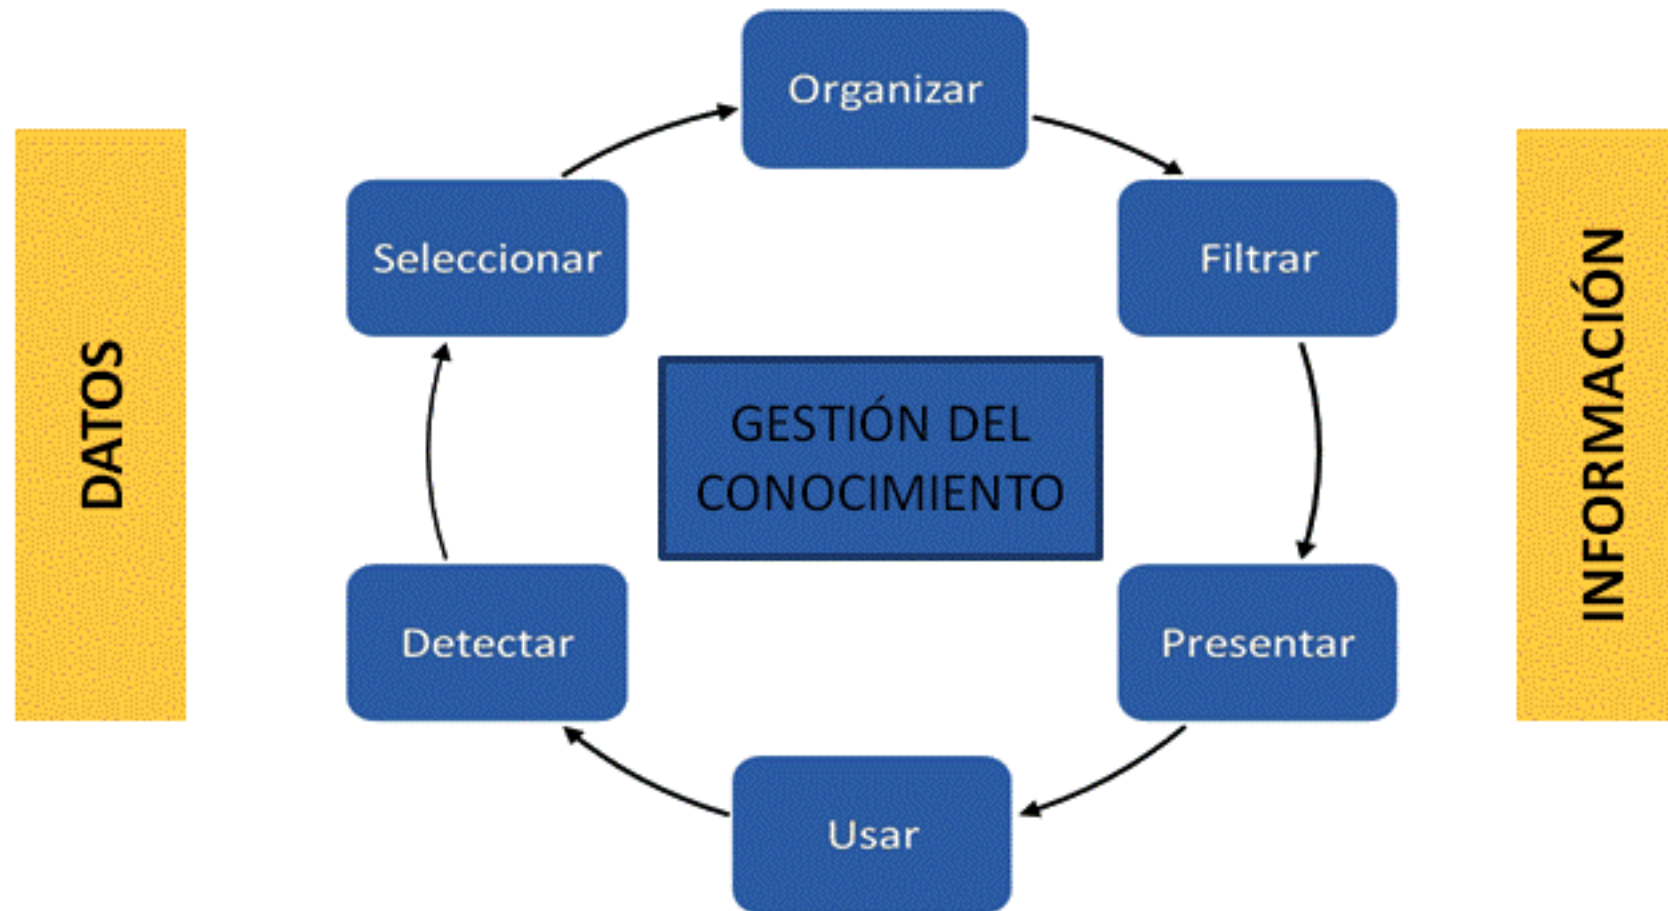 Organizar
Seleccionar
Filtrar
DATOS
GESTIÓN DEL
CONOCIMIENTO
INFORMACIÓN
Detectar
Presentar
Usar